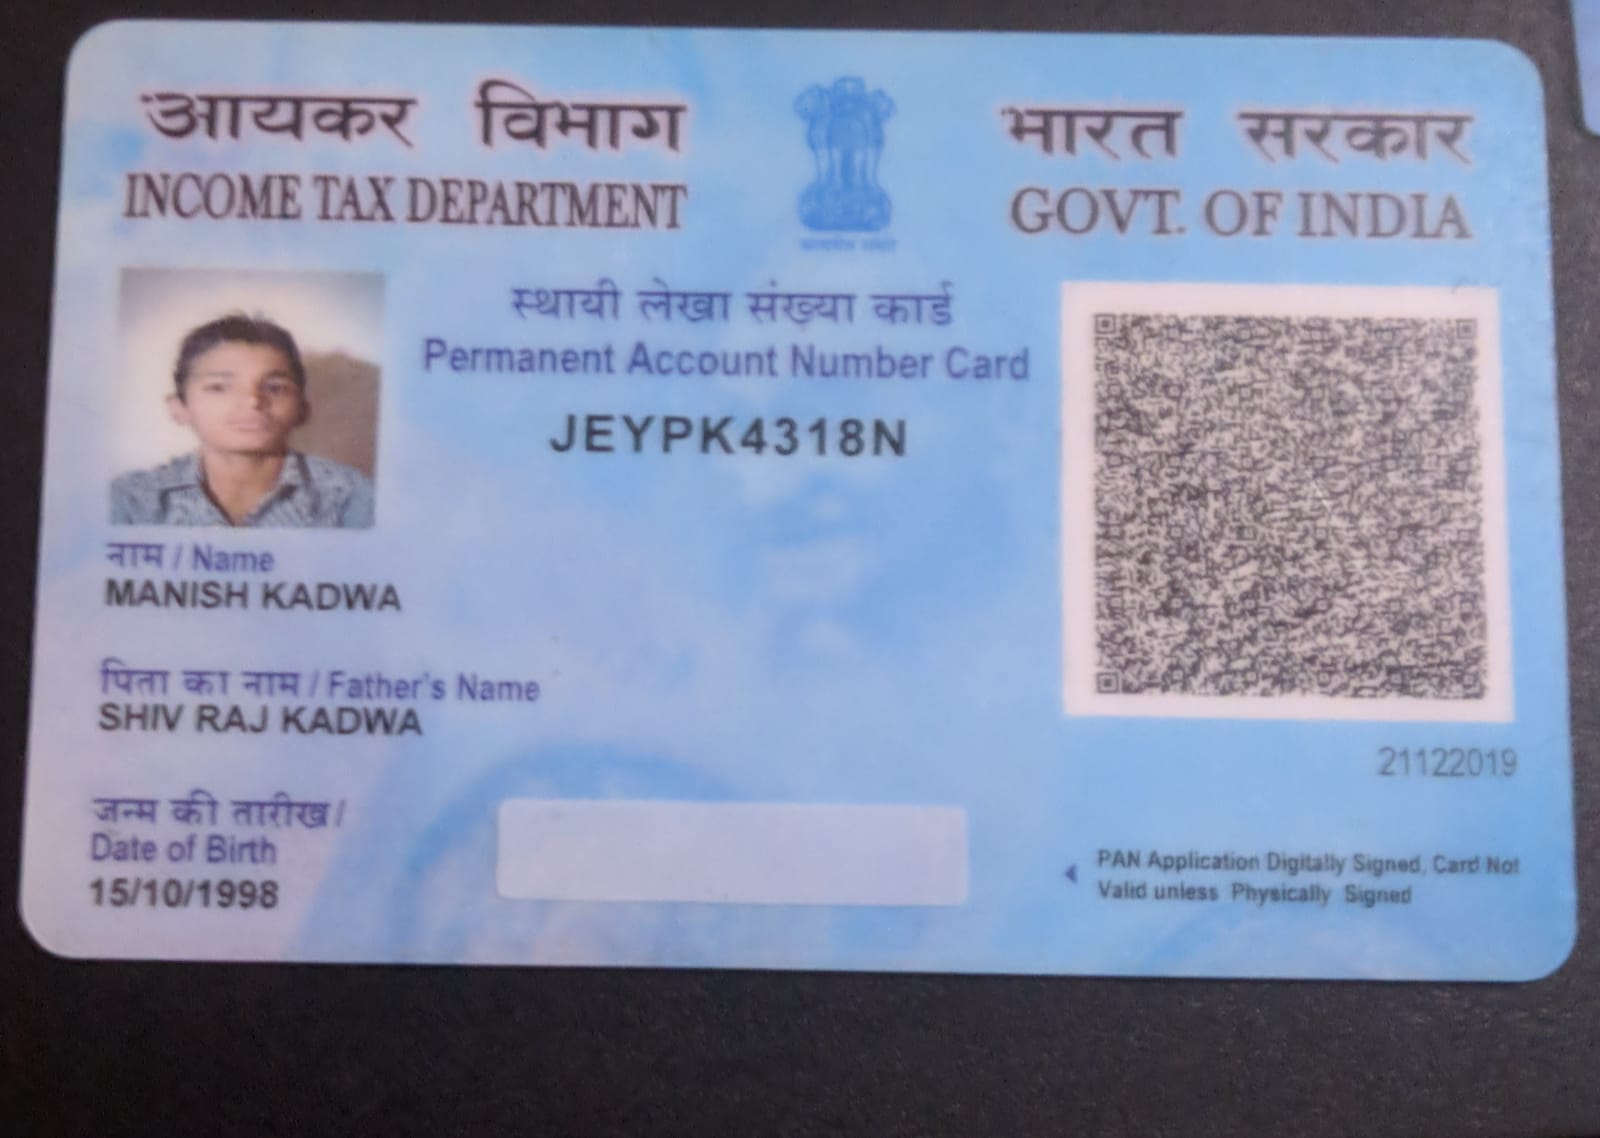 आयकर विभाग
INCOME TAX DEPARTMENT
भारत सरकार
GOVT. OF INDIA
स्थायी लेखा संख्या कार्ड
Permanent Account Number Card
JEYPK4318N
नाम / Name
MANISH KADWA
पिता का नाम / Father's Name
SHIV RAJ KADWA
जन्म की तारीख /
Date of Birth
15/10/1998
21122019
PAN Application Digitally Signed, Card Not
Valid unless Physically Signed